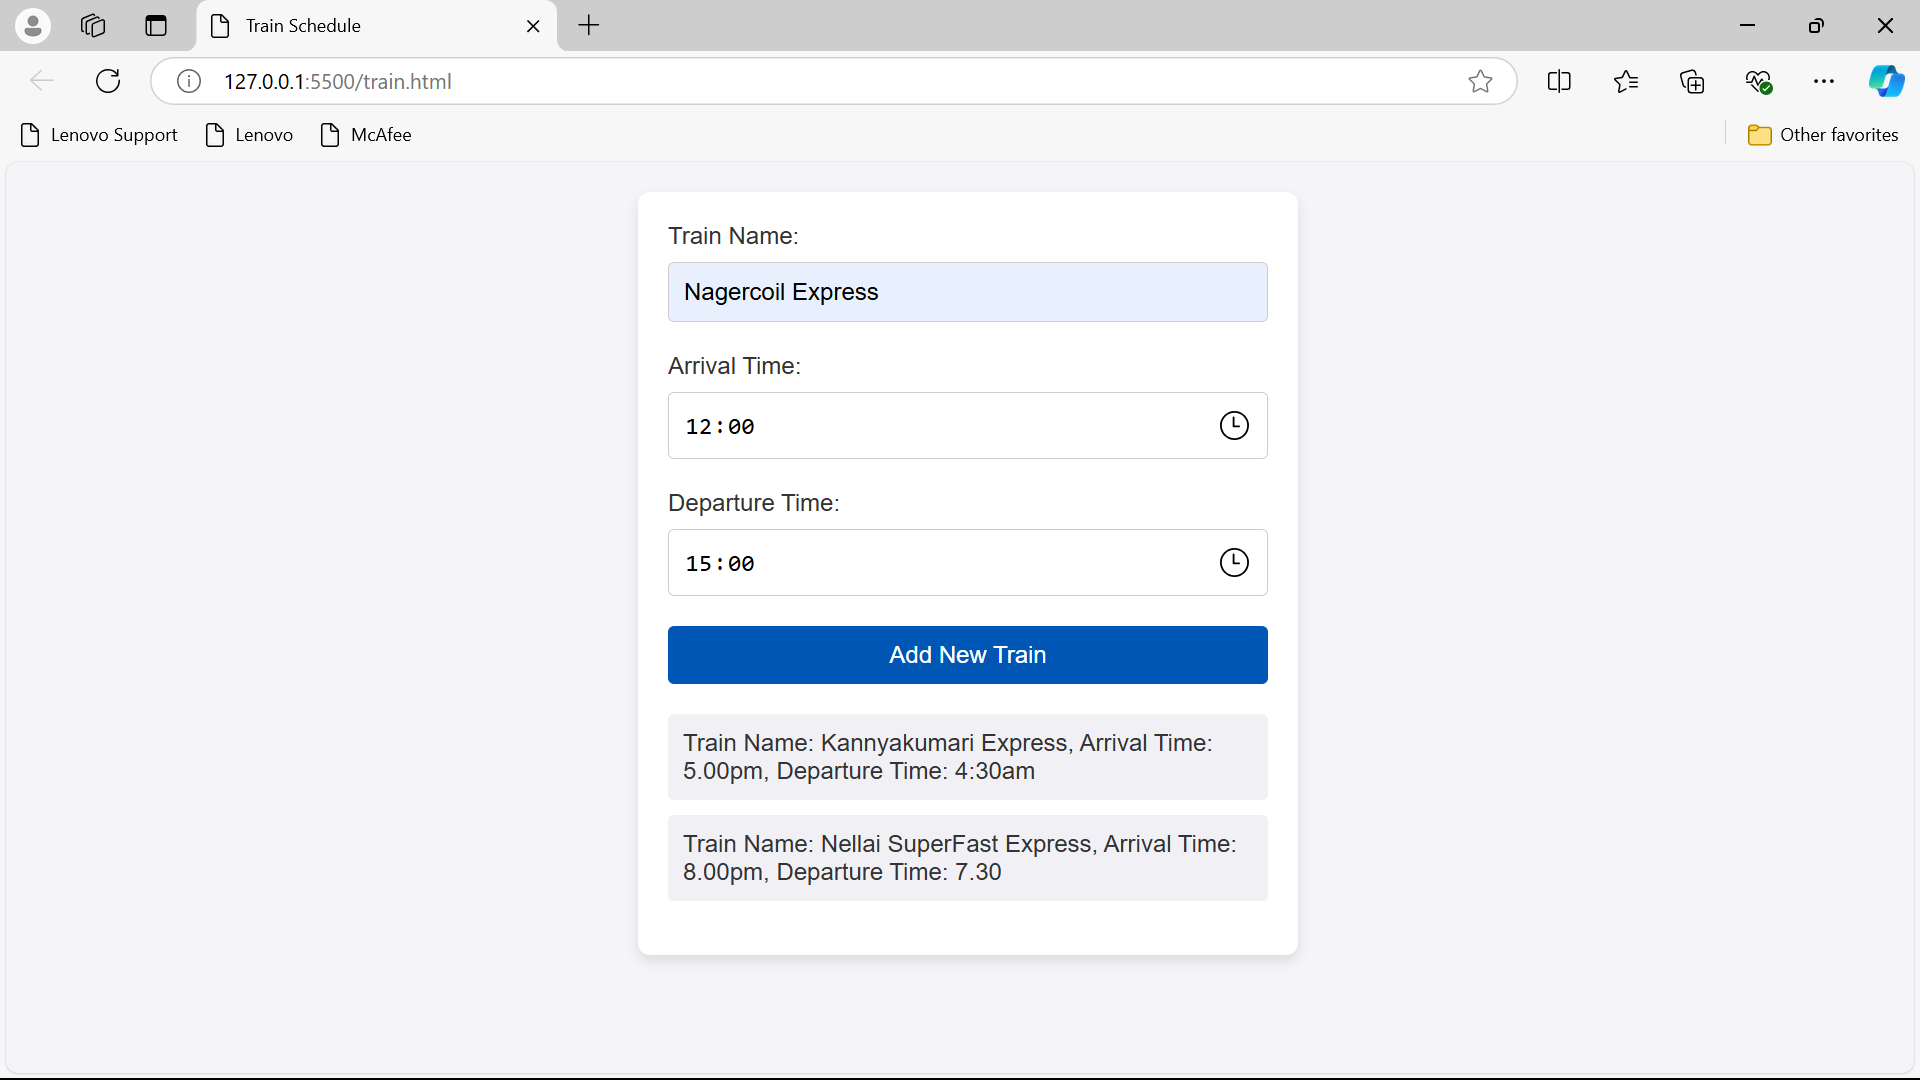 Train Schedule
127.0.0.1:5500/train.html
Lenovo Support
Lenovo
McAfee
Other favorites
Train Name:
Nagercoil Express
Arrival Time:
12:00
Departure Time:
15:00
Add New Train
Train Name: Kannyakumari Express, Arrival Time:
5.00pm, Departure Time: 4:30am
Train Name: Nellai SuperFast Express, Arrival Time:
8.00pm, Departure Time: 7.30